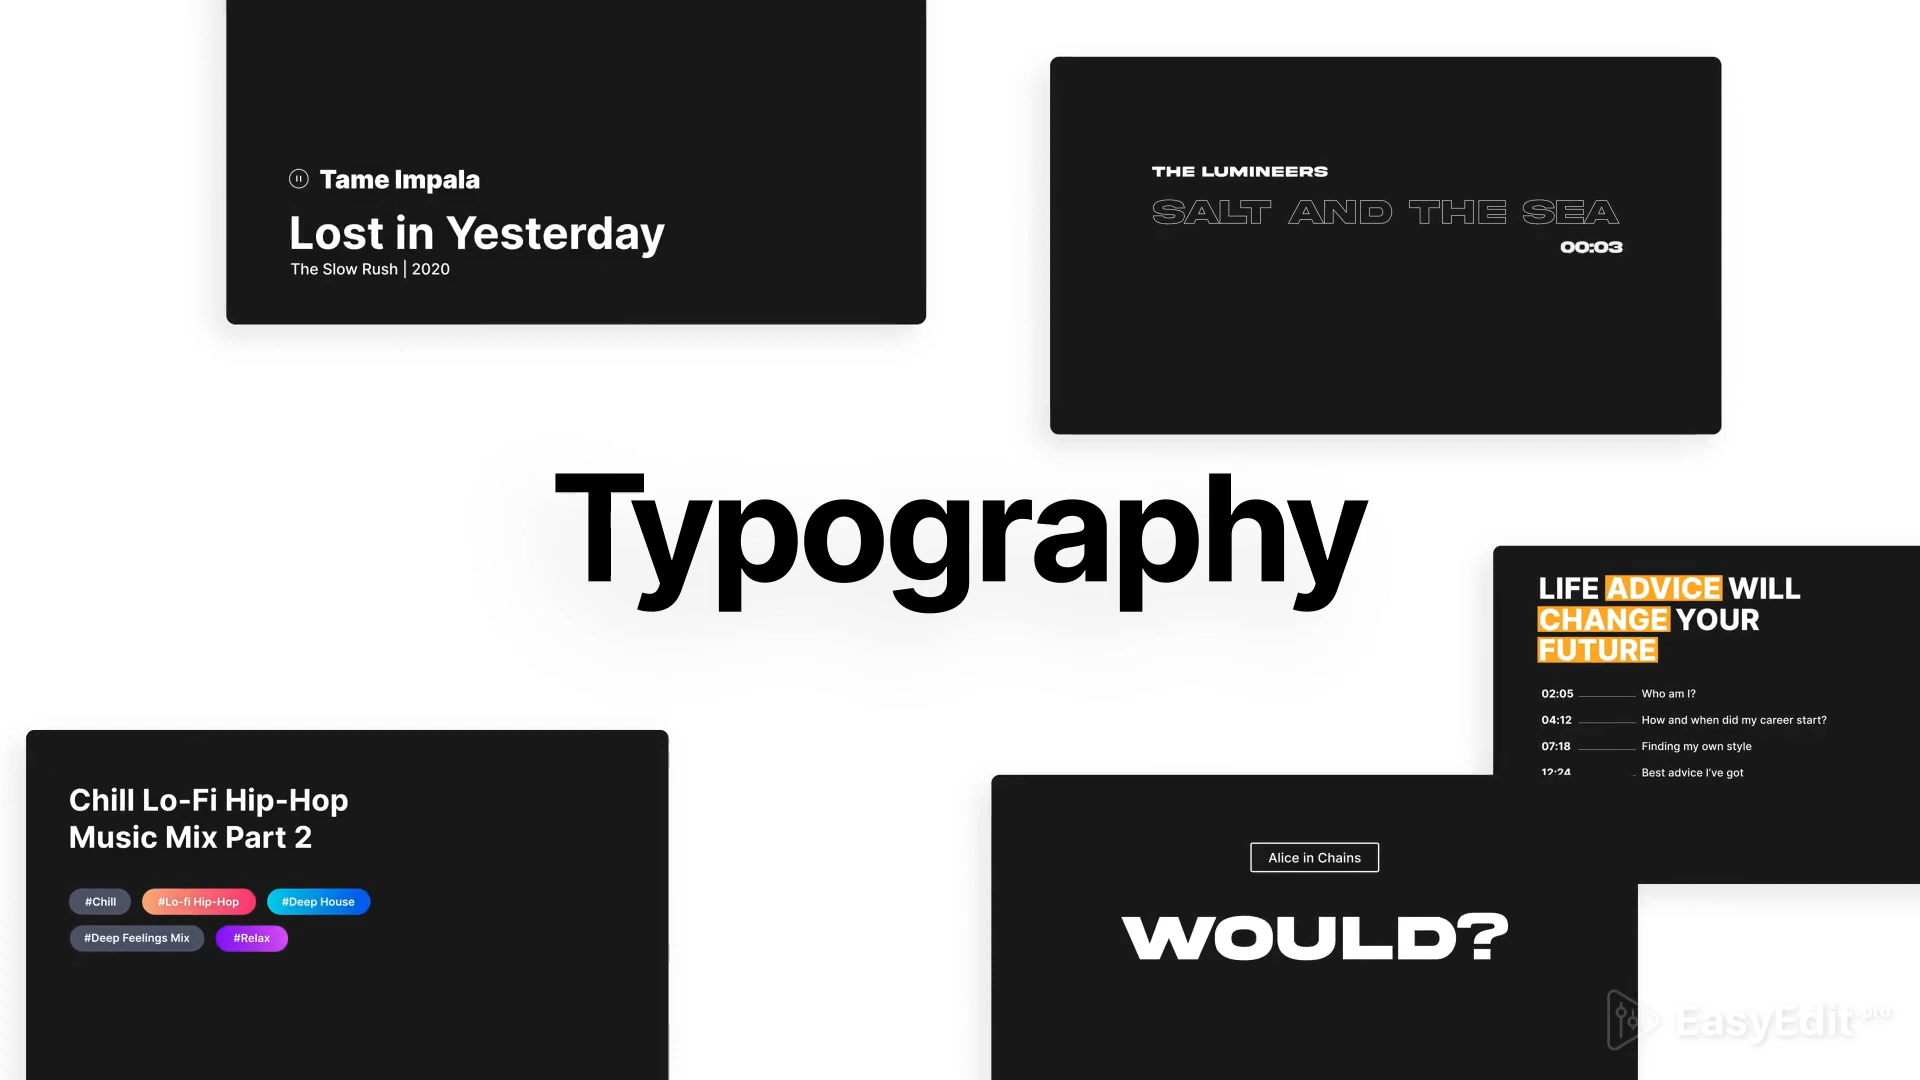 Tame Impala
Lost in Yesterday
The Slow Rush | 2020
THE LUMINEERS
SALT AND THE SEA
00:03
Typography
LIFE ADVICE WILL
CHANGE YOUR
FUTURE
02:05 Who am I?
04:12 How and when did my career start?
07:18 Finding my own style
12:24 Best advice I've got
Chill Lo-Fi Hip-Hop
Music Mix Part 2
#Chill #Lo-fi Hip-Hop #Deep House
#Deep Feelings Mix #Relax
Alice in Chains
WOULD?
EasyEdit.pro